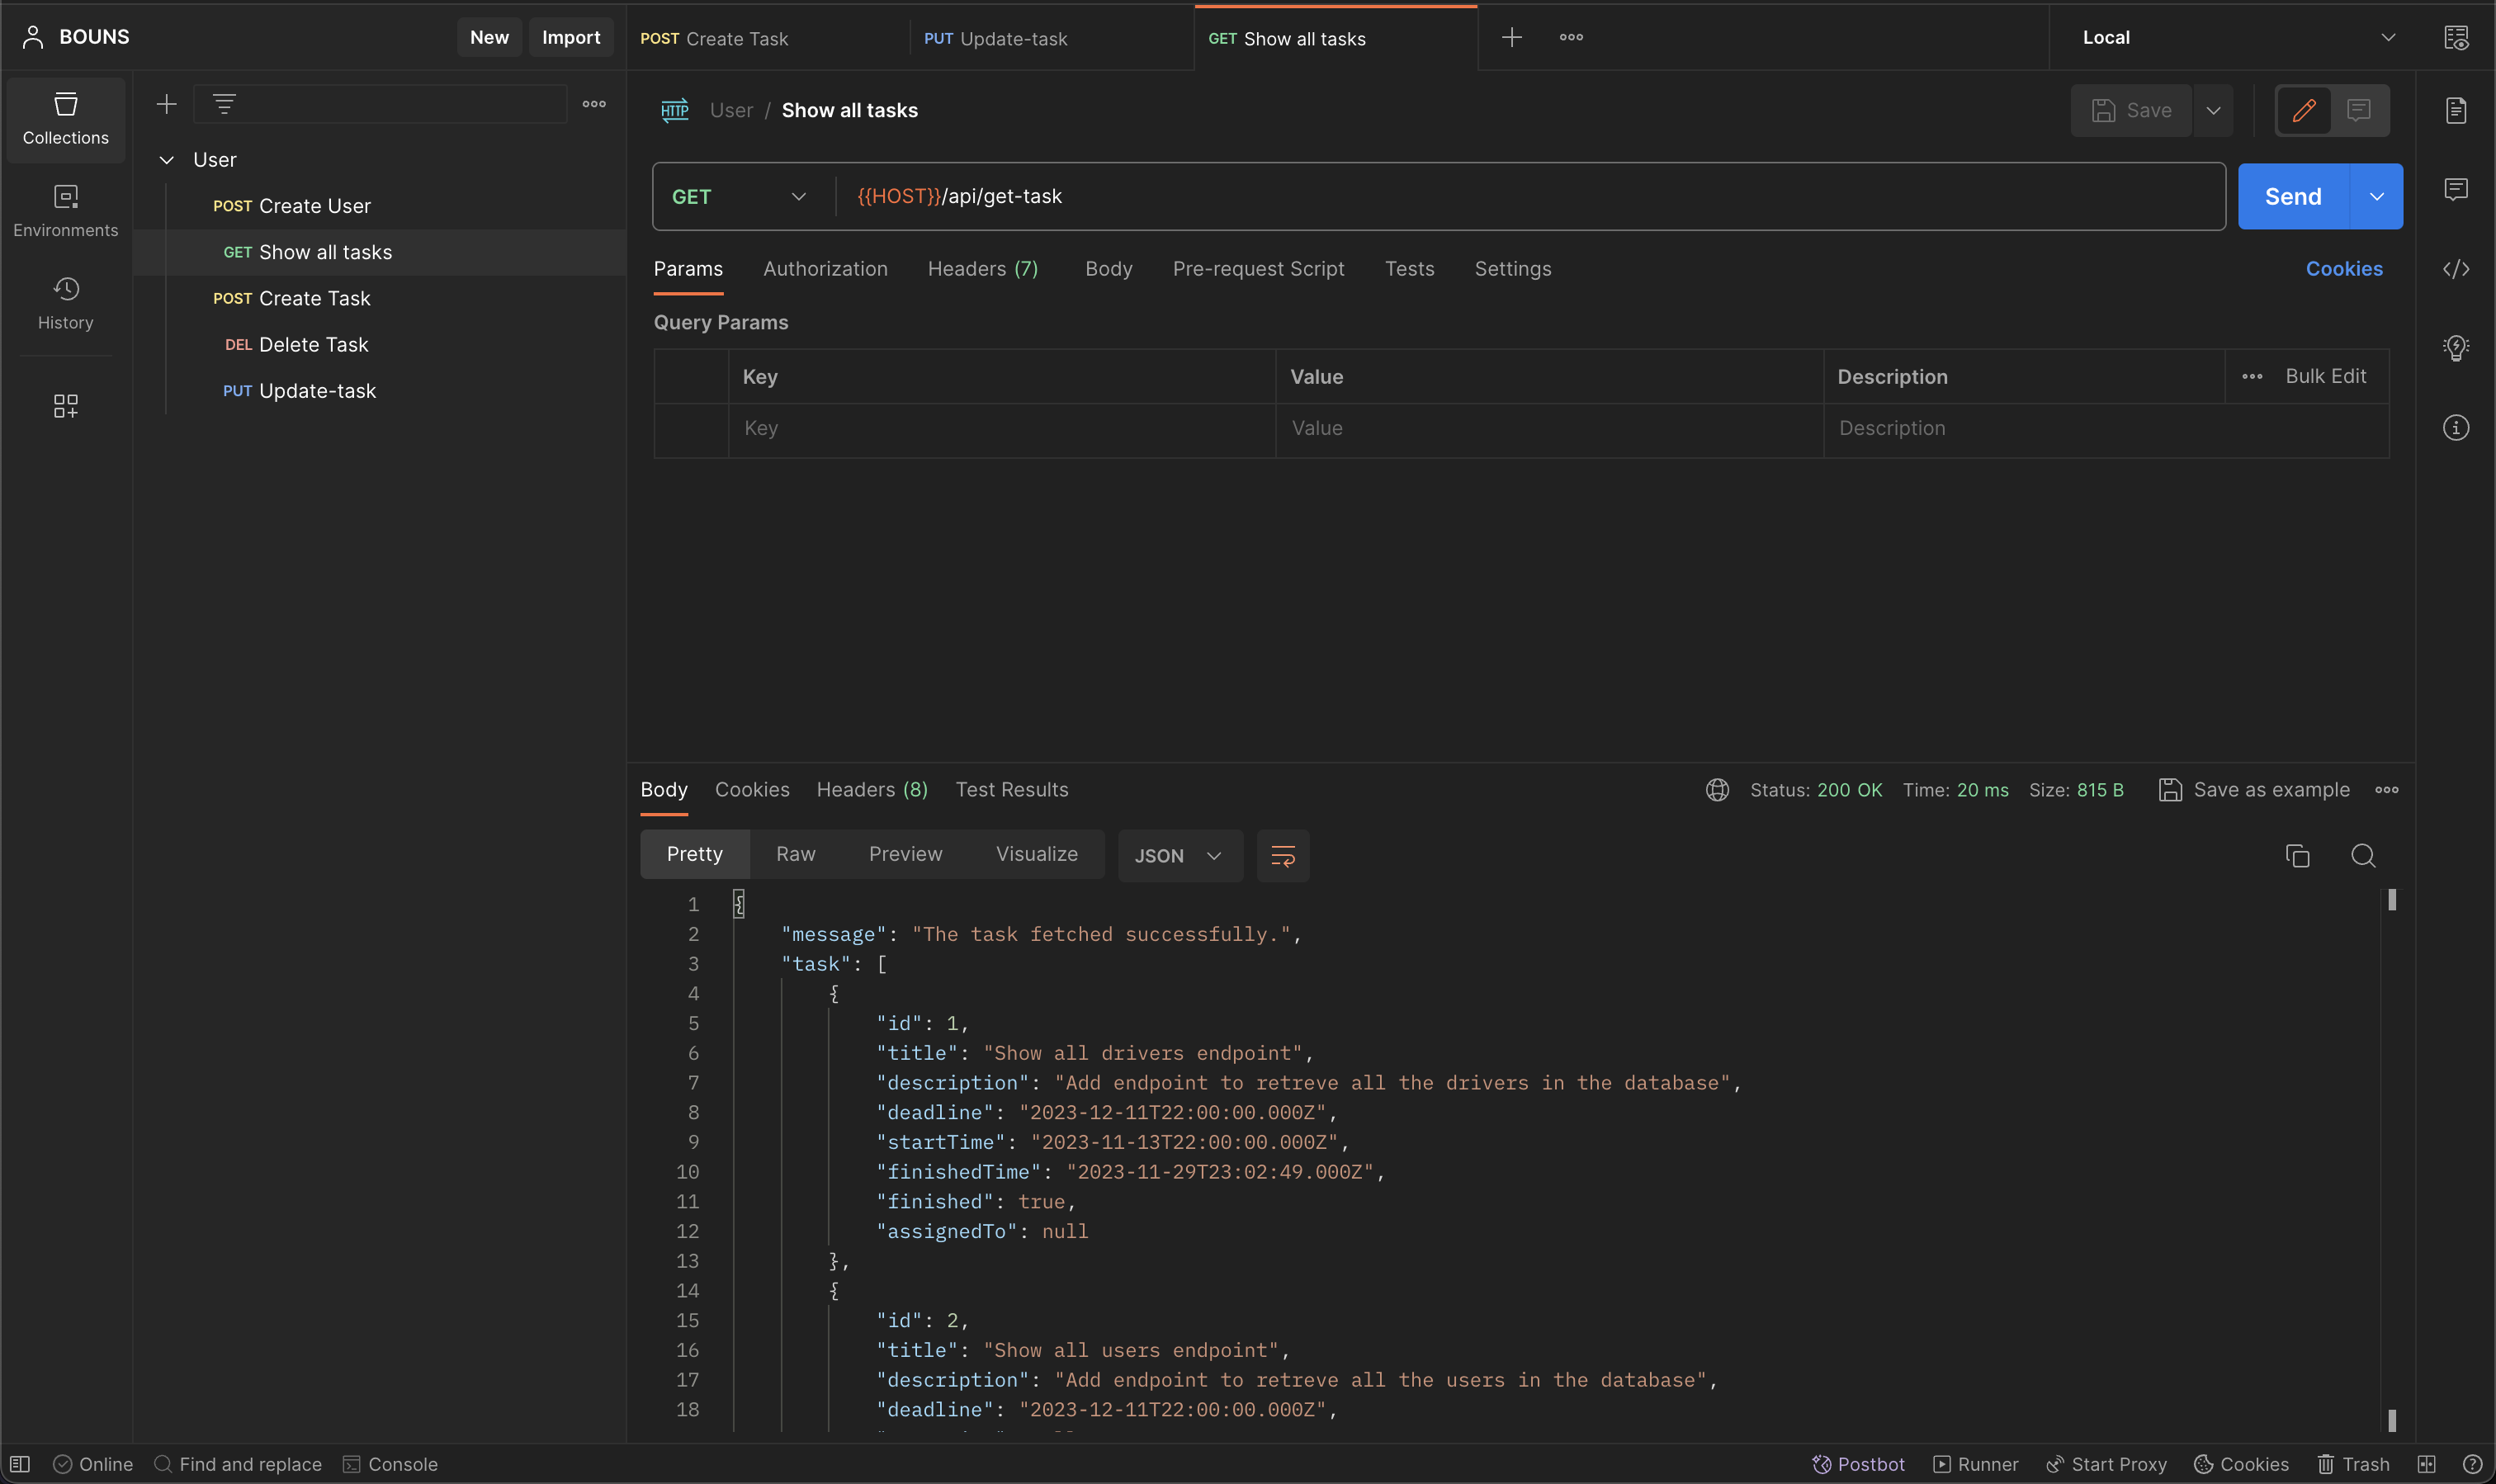 BOUNS
New
Import
POST Create Task
PUT Update-task
GET Show all tasks
Local
Collections
Environments
History
User
POST Create User
GET Show all tasks
POST Create Task
DEL Delete Task
PUT Update-task
HTTP
User / Show all tasks
Save
GET
{{HOST}}/api/get-task
Send
Params
Authorization
Headers (7)
Body
Pre-request Script
Tests
Settings
Cookies
Query Params
Key
Value
Description
Bulk Edit
Key
Value
Description
Body
Cookies
Headers (8)
Test Results
Status: 200 OK
Time: 20 ms
Size: 815 B
Save as example
Pretty
Raw
Preview
Visualize
JSON
1 {
2 "message": "The task fetched successfully.",
3 "task": [
4 {
5 "id": 1,
6 "title": "Show all drivers endpoint",
7 "description": "Add endpoint to retreve all the drivers in the database",
8 "deadline": "2023-12-11T22:00:00.000Z",
9 "startTime": "2023-11-13T22:00:00.000Z",
10 "finishedTime": "2023-11-29T23:02:49.000Z",
11 "finished": true,
12 "assignedTo": null
13 },
14 {
15 "id": 2,
16 "title": "Show all users endpoint",
17 "description": "Add endpoint to retreve all the users in the database",
18 "deadline": "2023-12-11T22:00:00.000Z",
Online
Find and replace
Console
Postbot
Runner
Start Proxy
Cookies
Trash